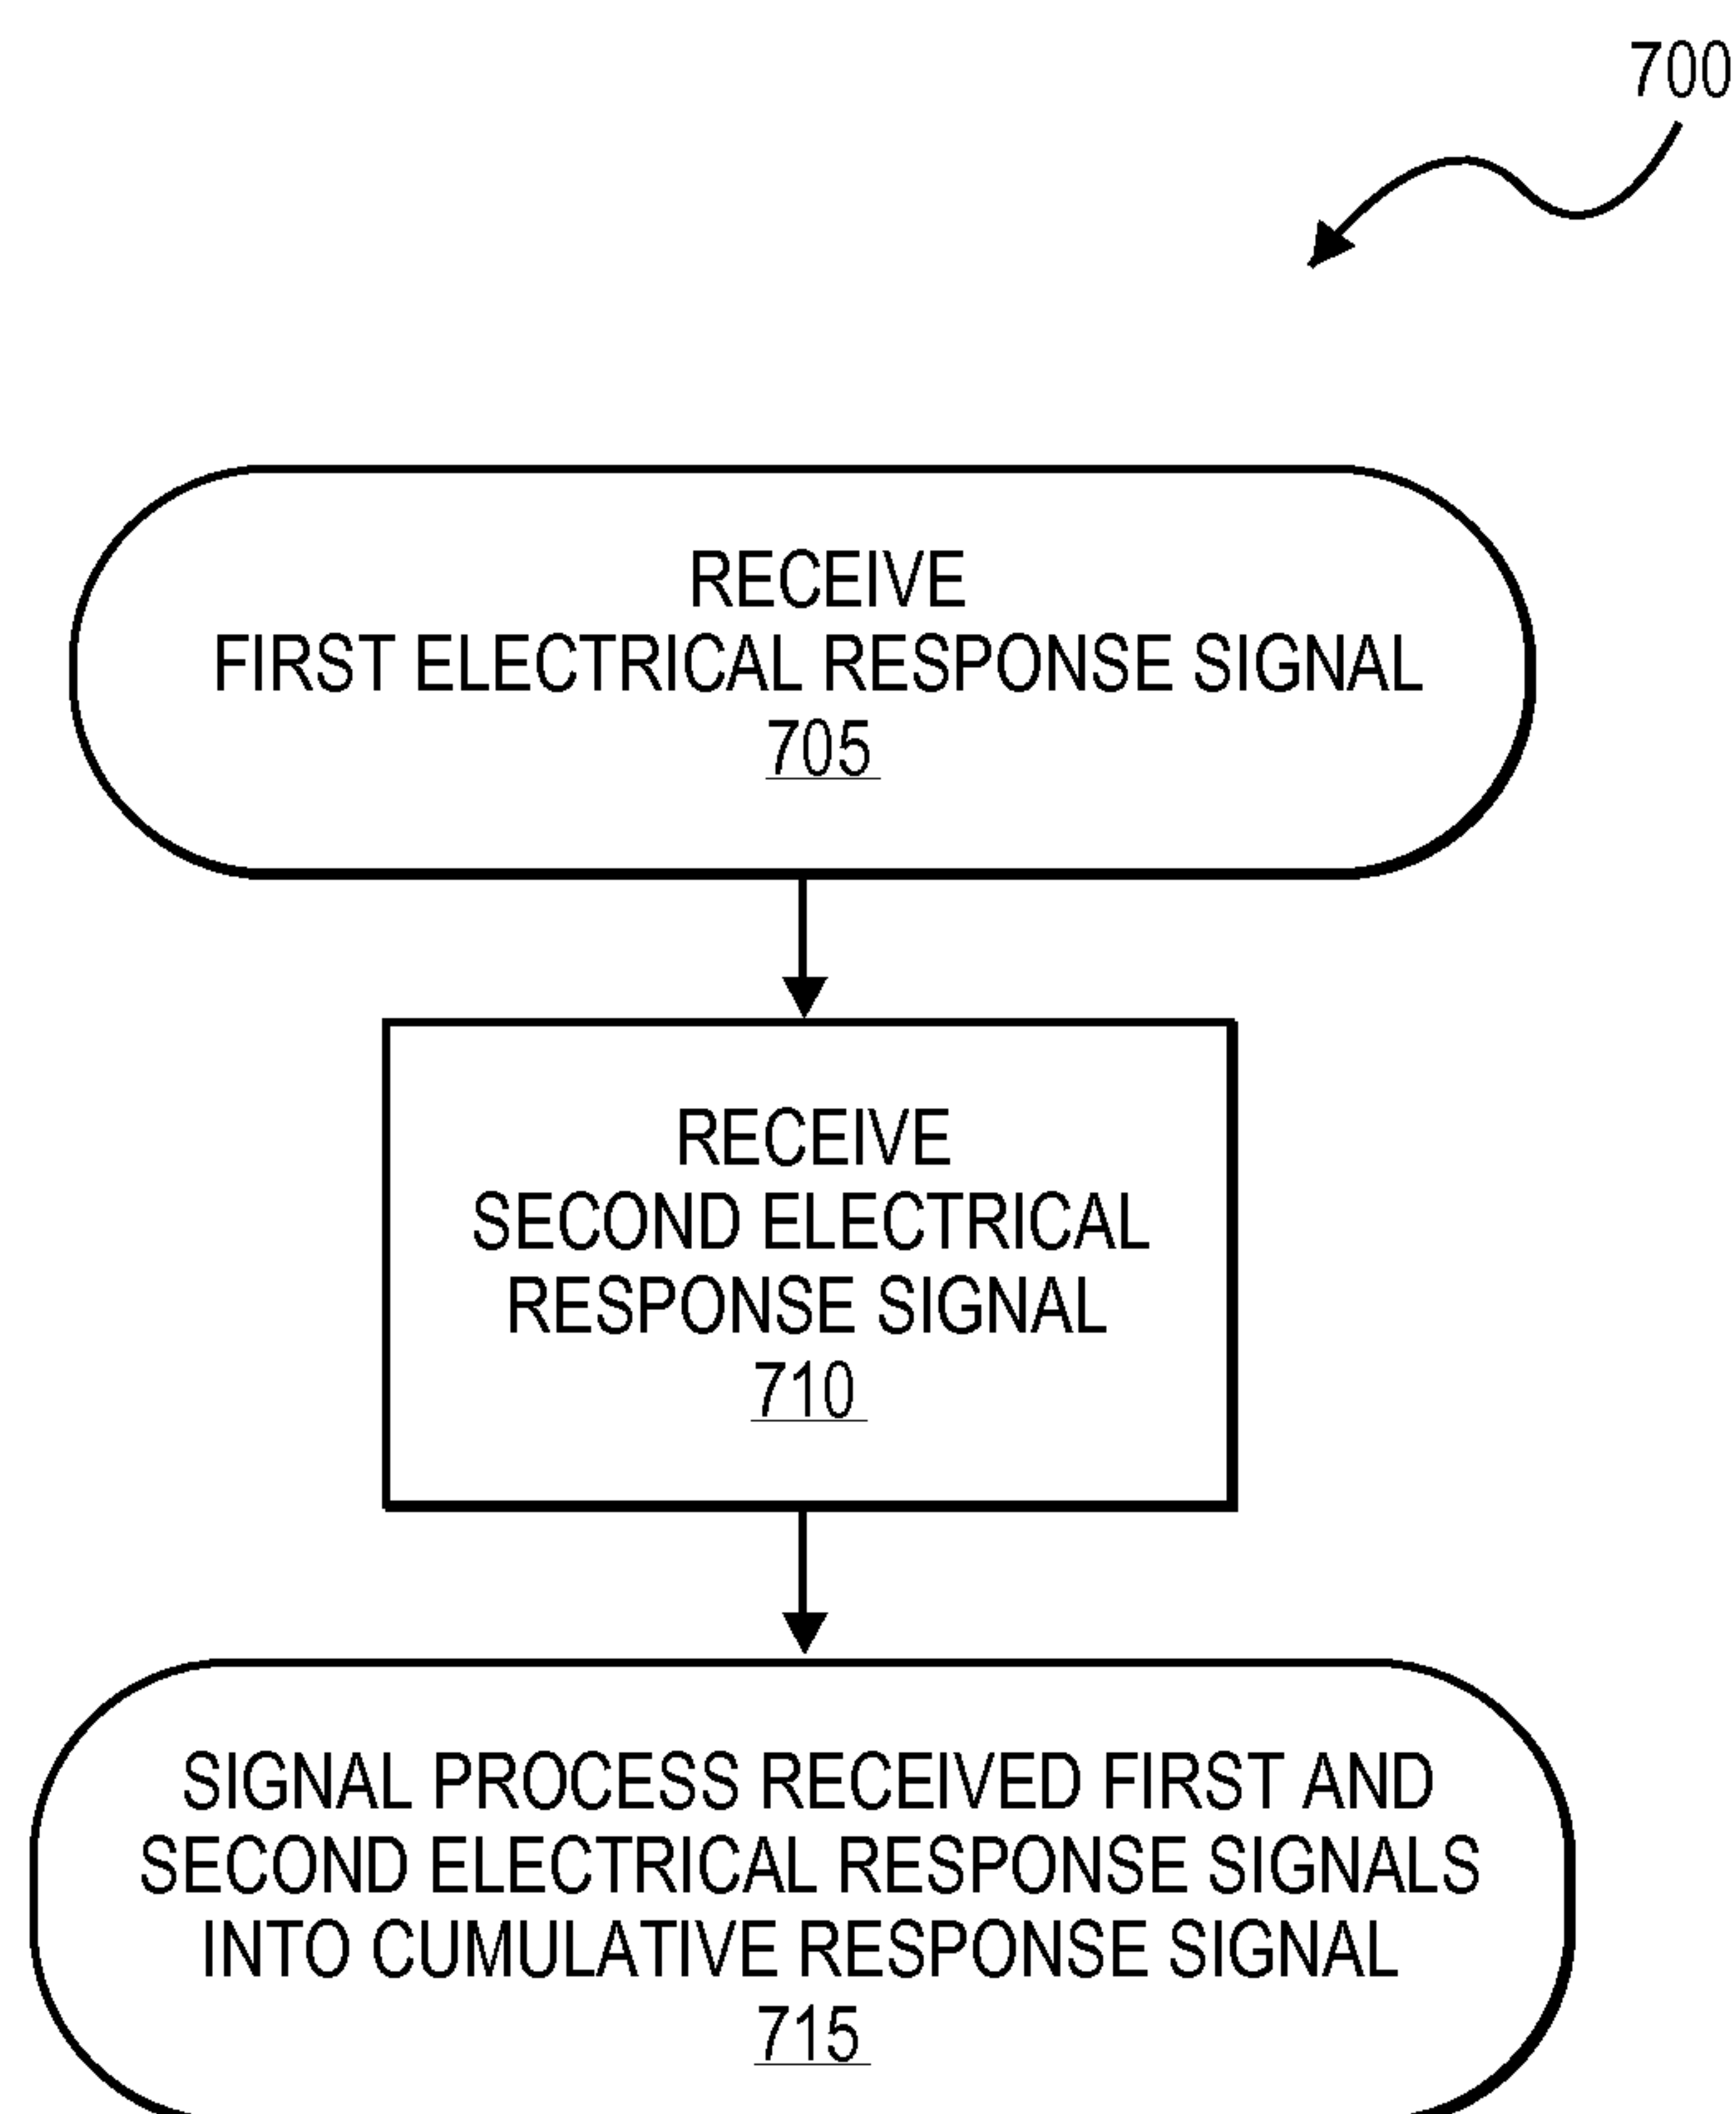 700
RECEIVE
FIRST ELECTRICAL RESPONSE SIGNAL
705
RECEIVE
SECOND ELECTRICAL
RESPONSE SIGNAL
710
SIGNAL PROCESS RECEIVED FIRST AND
SECOND ELECTRICAL RESPONSE SIGNALS
INTO CUMULATIVE RESPONSE SIGNAL
715